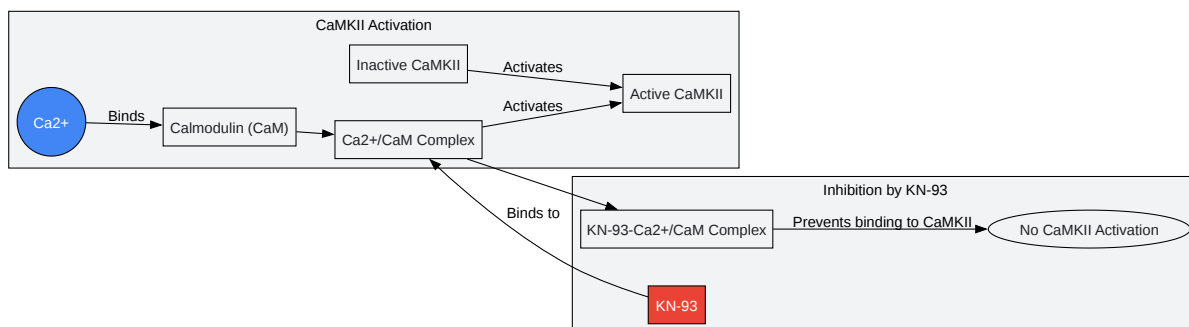 CaMKII Activation
Inactive CaMKII
Activates
Active CaMKII
Ca2+
Binds
Calmodulin (CaM)
Activates
Ca2+/CaM Complex
Inhibition by KN-93
Binds to
KN-93-Ca2+/CaM Complex
Prevents binding to CaMKII
No CaMKII Activation
KN-93